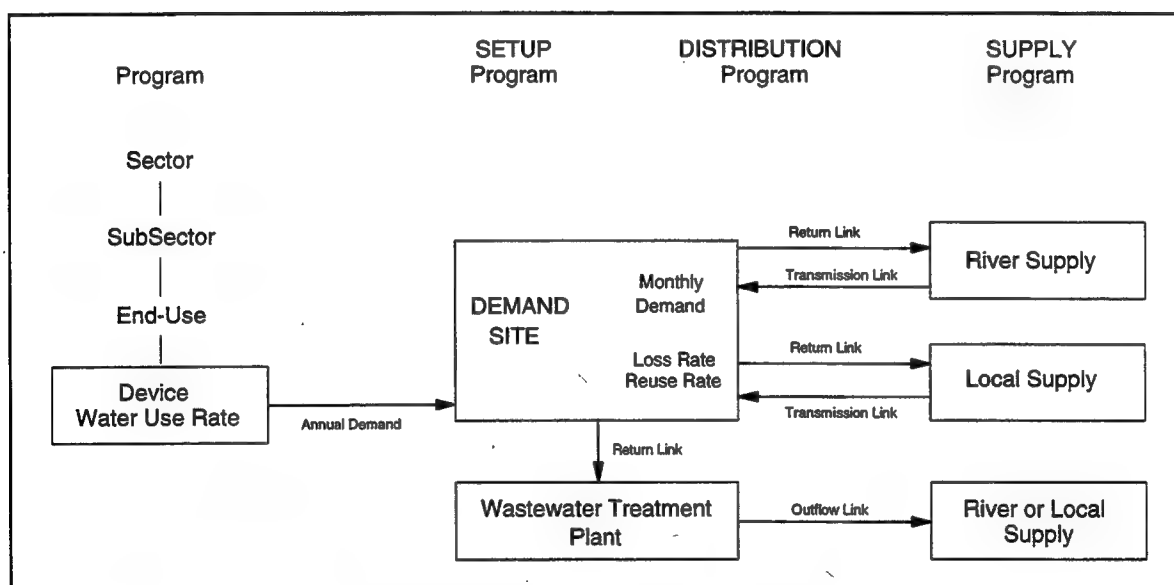 Program
SETUP
Program
DISTRIBUTION
Program
SUPPLY
Program
Sector
SubSector
End-Use
Device
Water Use Rate
Annual Demand
DEMAND
SITE
Monthly
Demand
Loss Rate
Reuse Rate
Return Link
Transmission Link
River Supply
Return Link
Transmission Link
Local Supply
Return Link
Wastewater Treatment
Plant
Outflow Link
River or Local
Supply